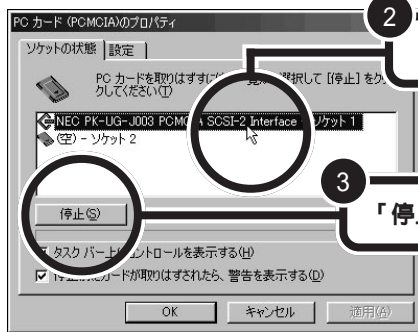 PC カード (PCMCIA)のプロパティ
2
ソケットの状態
設定
PC カードを取りはずすに
選択して [停止] をク
クしてください(T)
NEC PK-UG-J003 PCMC A SCSI-2 Interface - ソケット 1
(空) - ソケット 2
3
停止(S)
「停
タスク バー上 コントロールを表示する(H)
カードが取りはずされたら、警告を表示する(D)
OK
キャンセル
適用(A)